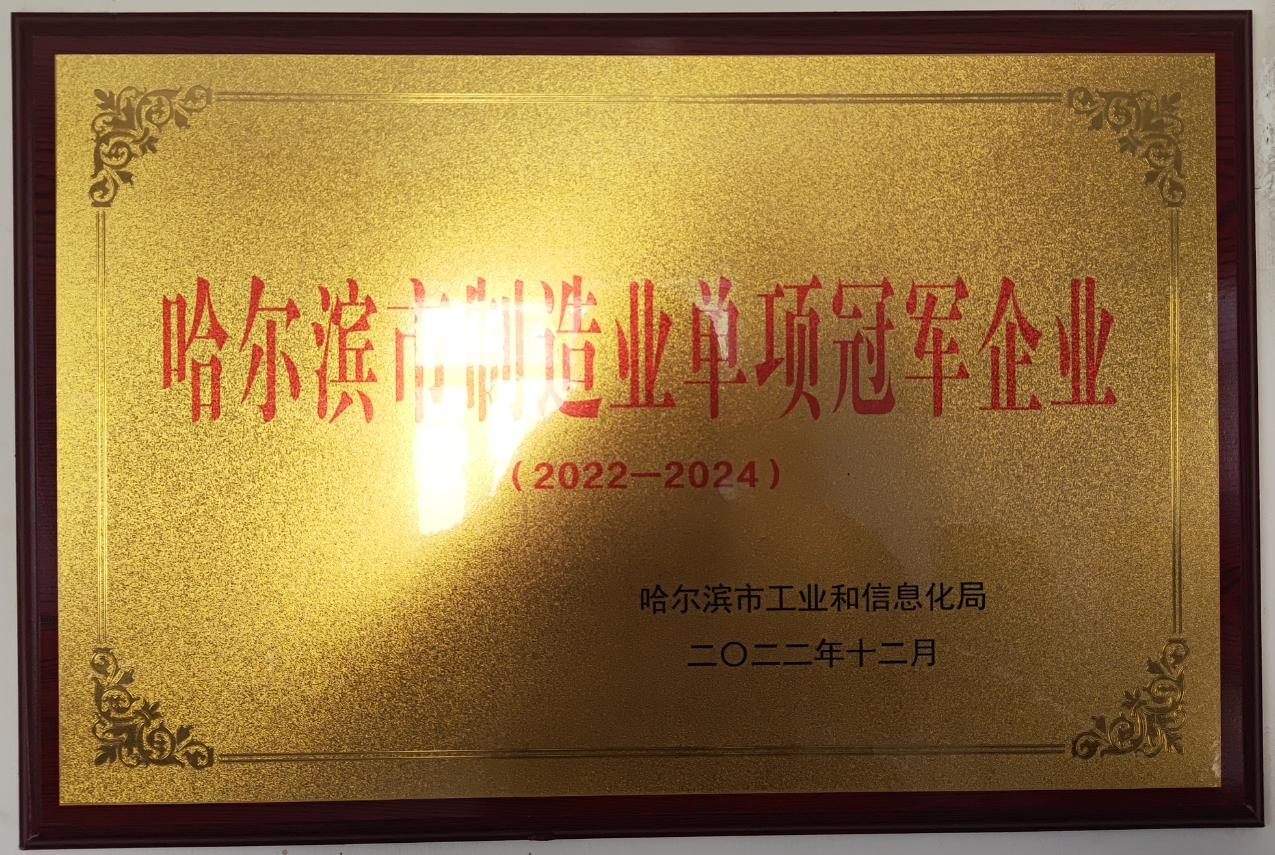 哈尔滨市制造业单项冠军企业
（2022—2024）
哈尔滨市工业和信息化局
二〇二二年十二月